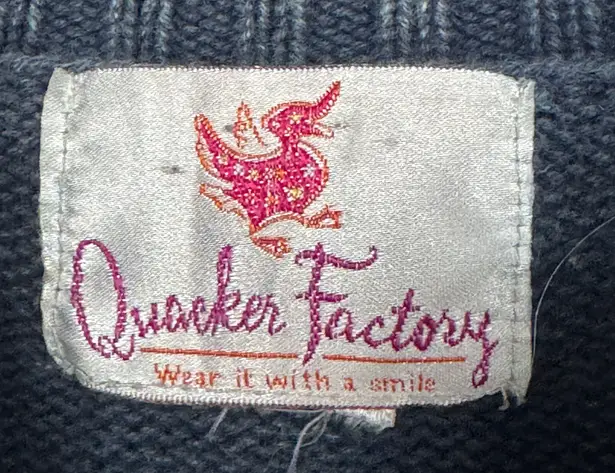 Quacker Factory
Wear it with a smile